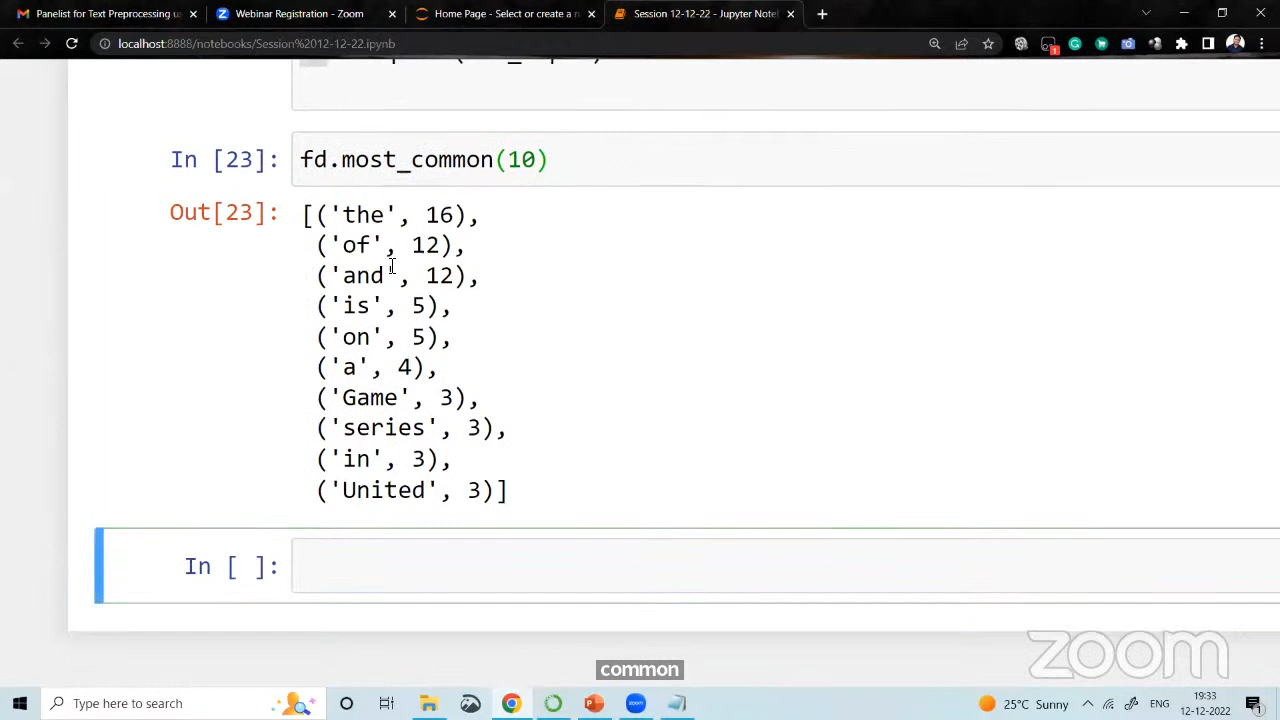 Panelist for Text Preprocessing u
Webinar Registration - Zoom
Home Page - Select or create a n
Session 12-12-22 - Jupyter Note
localhost:8888/notebooks/Session%2012-12-22.ipynb
In [23]: fd.most_common(10)
Out[23]: [('the', 16),
('of', 12),
('and', 12),
('is', 5),
('on', 5),
('a', 4),
('Game', 3),
('series', 3),
('in', 3),
('United', 3)]
In [ ]:
zoom
common
Type here to search
25°C Sunny
ENG
19:33
12-12-2022